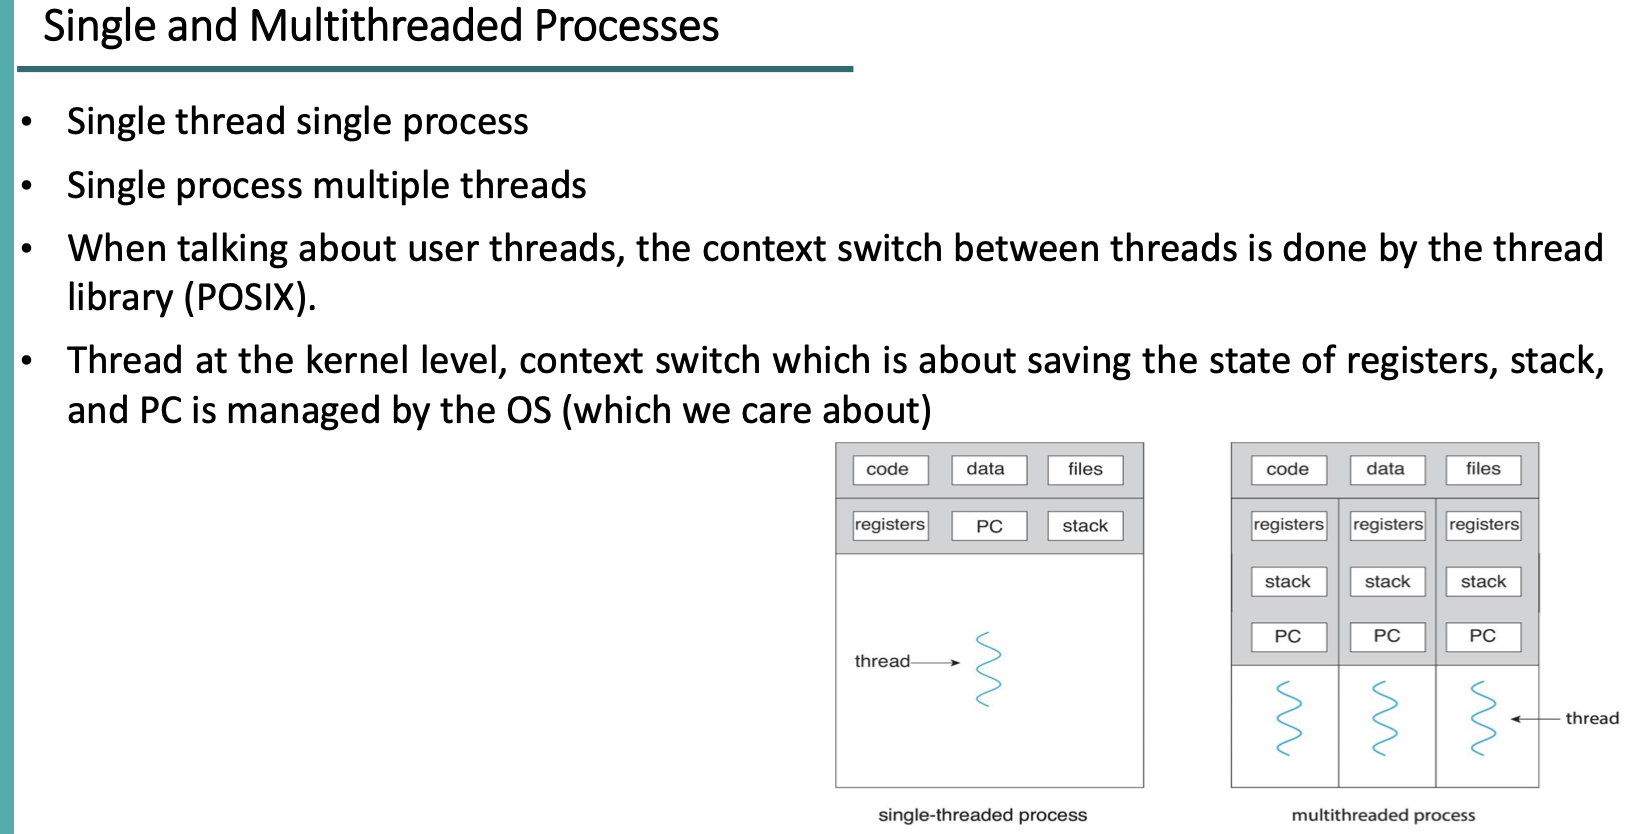 Single and Multithreaded Processes
• Single thread single process
• Single process multiple threads
• When talking about user threads, the context switch between threads is done by the thread
library (POSIX).
• Thread at the kernel level, context switch which is about saving the state of registers, stack,
and PC is managed by the OS (which we care about)
code data files
registers PC stack
thread
single-threaded process
code data files
registers registers registers
stack stack stack
PC PC PC
thread
multithreaded process